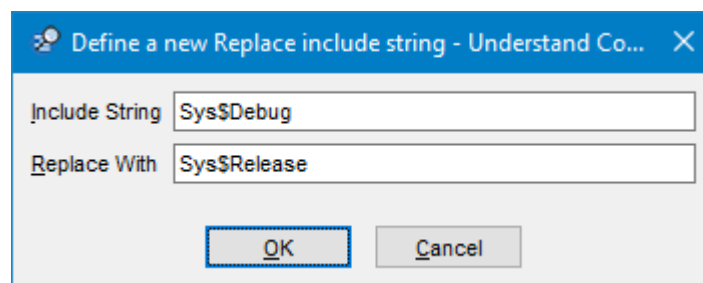 Define a new Replace include string - Understand Co...
Include String Sys$Debug
Replace With Sys$Release
OK Cancel